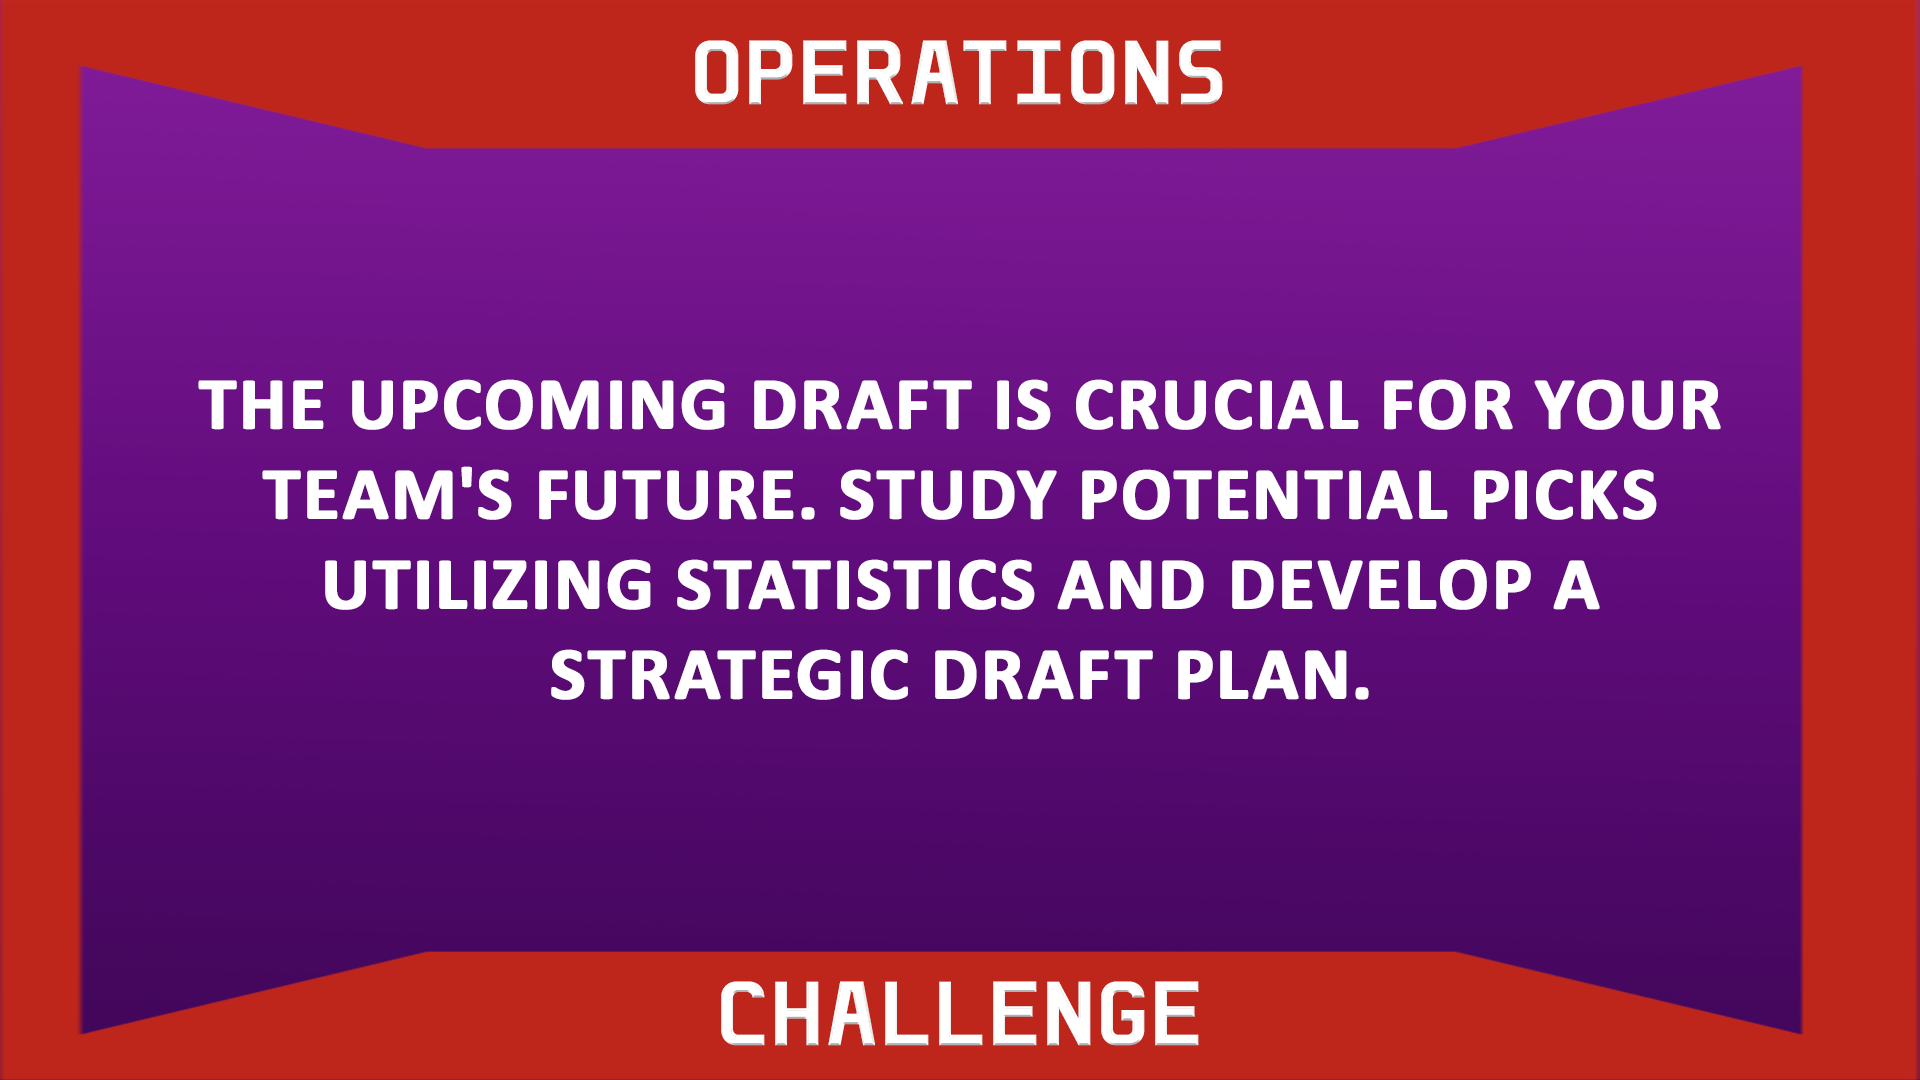 OPERATIONS
THE UPCOMING DRAFT IS CRUCIAL FOR YOUR
TEAM'S FUTURE. STUDY POTENTIAL PICKS
UTILIZING STATISTICS AND DEVELOP A
STRATEGIC DRAFT PLAN.
CHALLENGE